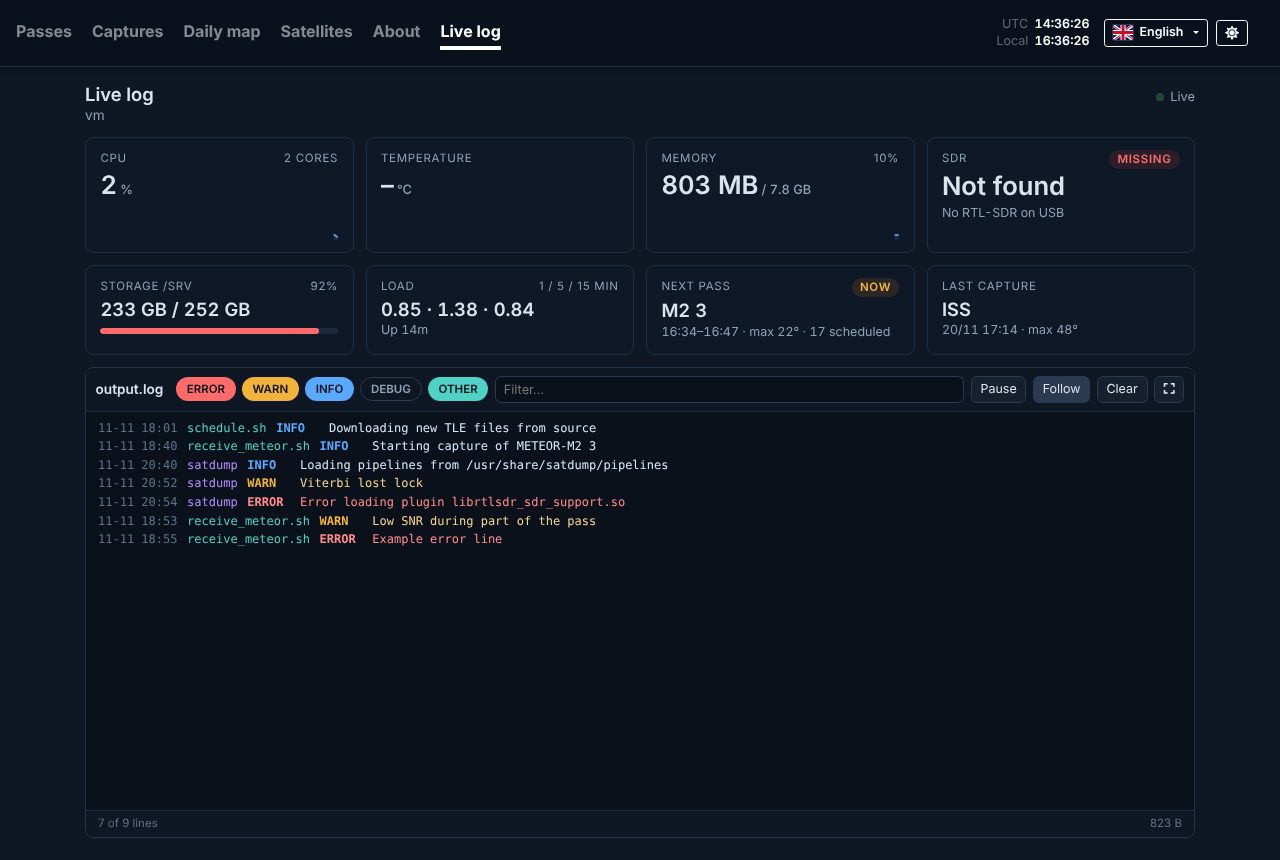 Passes Captures Daily map Satellites About Live log
UTC 14:36:26
Local 16:36:26
English
Live log
Live
vm
CPU 2 CORES
2 %
TEMPERATURE
– °C
MEMORY 10%
803 MB / 7.8 GB
SDR MISSING
Not found
No RTL-SDR on USB
STORAGE /SRV 92%
233 GB / 252 GB
LOAD 1 / 5 / 15 MIN
0.85 · 1.38 · 0.84
Up 14m
NEXT PASS NOW
M2 3
16:34–16:47 · max 22° · 17 scheduled
LAST CAPTURE
ISS
20/11 17:14 · max 48°
output.log ERROR WARN INFO DEBUG OTHER Filter... Pause Follow Clear
11-11 18:01 schedule.sh INFO Downloading new TLE files from source
11-11 18:40 receive_meteor.sh INFO Starting capture of METEOR-M2 3
11-11 20:40 satdump INFO Loading pipelines from /usr/share/satdump/pipelines
11-11 20:52 satdump WARN Viterbi lost lock
11-11 20:54 satdump ERROR Error loading plugin librtlsdr_sdr_support.so
11-11 18:53 receive_meteor.sh WARN Low SNR during part of the pass
11-11 18:55 receive_meteor.sh ERROR Example error line
7 of 9 lines 823 B